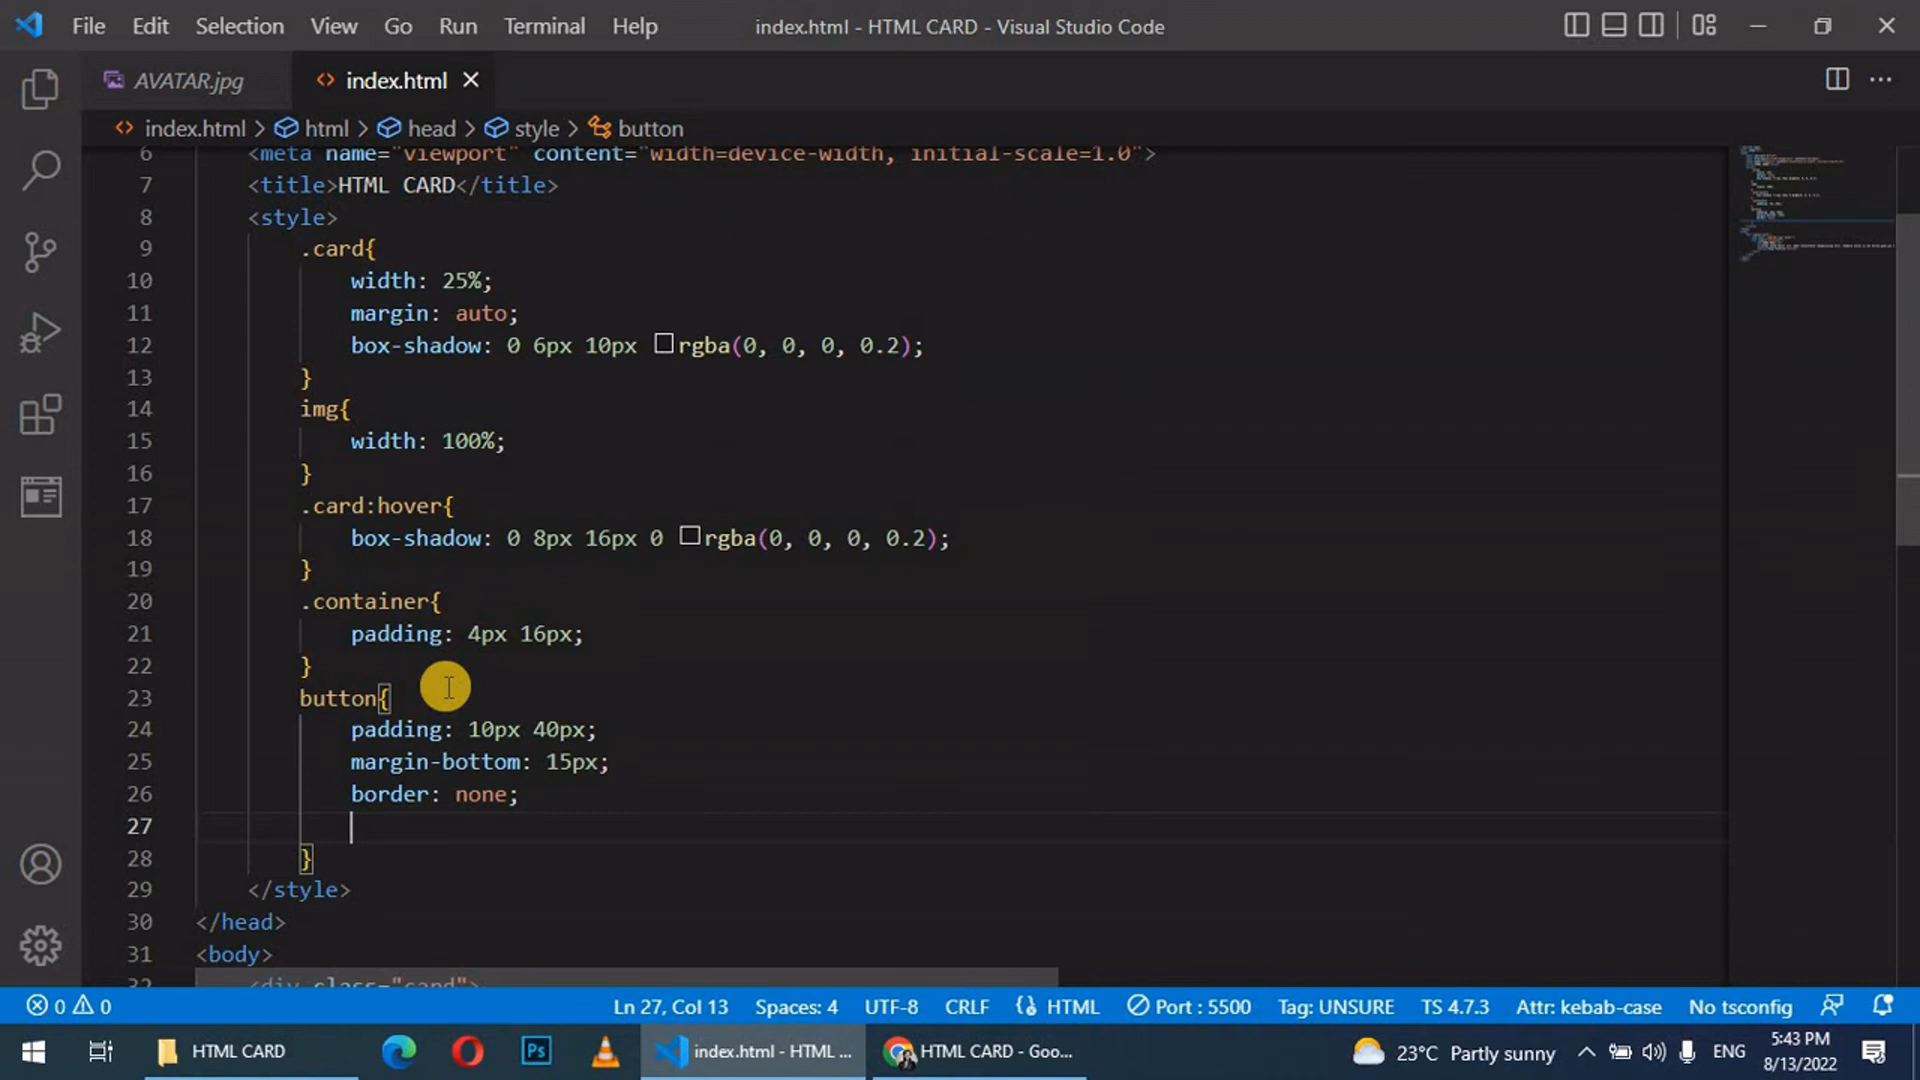 File Edit Selection View Go Run Terminal Help index.html - HTML CARD - Visual Studio Code
AVATAR.jpg index.html
index.html > html > head > style > button
6 <meta name="viewport" content="width=device-width, initial-scale=1.0">
7 <title>HTML CARD</title>
8 <style>
9 .card{
10 width: 25%;
11 margin: auto;
12 box-shadow: 0 6px 10px rgba(0, 0, 0, 0.2);
13 }
14 img{
15 width: 100%;
16 }
17 .card:hover{
18 box-shadow: 0 8px 16px 0 rgba(0, 0, 0, 0.2);
19 }
20 .container{
21 padding: 4px 16px;
22 }
23 button{
24 padding: 10px 40px;
25 margin-bottom: 15px;
26 border: none;
27
28 }
29 </style>
30 </head>
31 <body>
32 <div class="card">
0 0 Ln 27, Col 13 Spaces: 4 UTF-8 CRLF HTML Port : 5500 Tag: UNSURE TS 4.7.3 Attr: kebab-case No tsconfig
HTML CARD Ps index.html - HTML ... HTML CARD - Goo... 23°C Partly sunny ENG 5:43 PM
8/13/2022